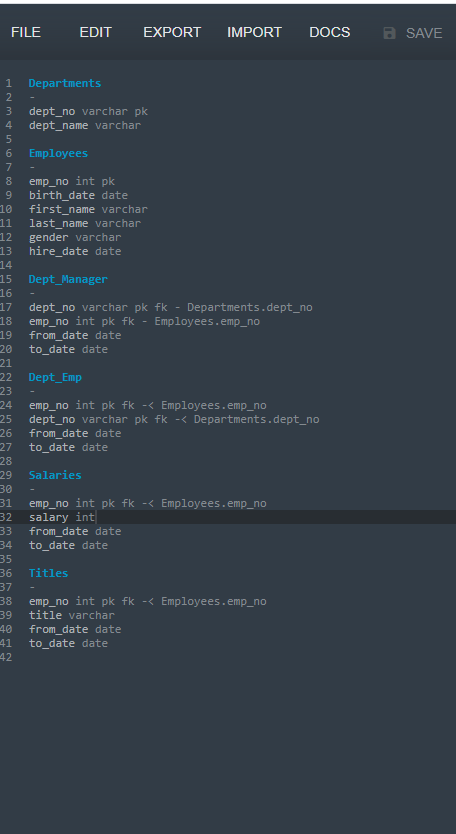 FILE EDIT EXPORT IMPORT DOCS SAVE
1 Departments
2 -
3 dept_no varchar pk
4 dept_name varchar
5
6 Employees
7 -
8 emp_no int pk
9 birth_date date
10 first_name varchar
11 last_name varchar
12 gender varchar
13 hire_date date
14
15 Dept_Manager
16 -
17 dept_no varchar pk fk - Departments.dept_no
18 emp_no int pk fk - Employees.emp_no
19 from_date date
20 to_date date
21
22 Dept_Emp
23 -
24 emp_no int pk fk -< Employees.emp_no
25 dept_no varchar pk fk -< Departments.dept_no
26 from_date date
27 to_date date
28
29 Salaries
30 -
31 emp_no int pk fk -< Employees.emp_no
32 salary int
33 from_date date
34 to_date date
35
36 Titles
37 -
38 emp_no int pk fk -< Employees.emp_no
39 title varchar
40 from_date date
41 to_date date
42